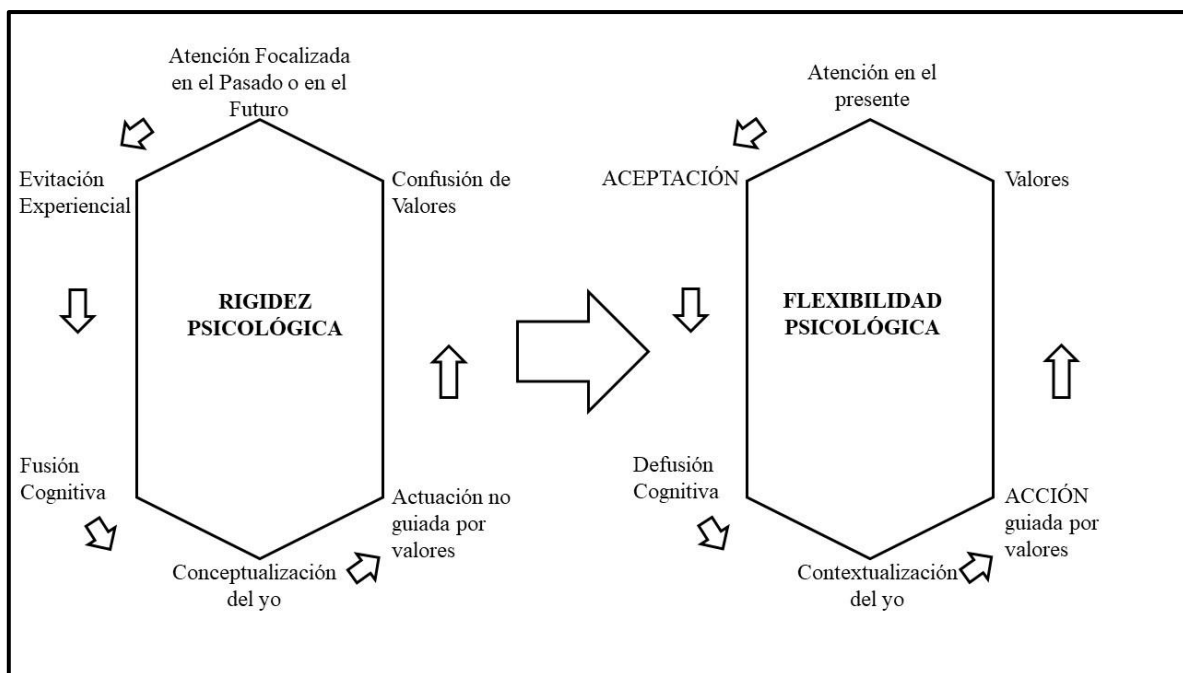 Atención Focalizada
en el Pasado o en el
Futuro
Evitación
Experiencial
Confusión de
Valores
RIGIDEZ
PSICOLÓGICA
Fusión
Cognitiva
Actuación no
guiada por
valores
Conceptualización
del yo
Atención en el
presente
ACEPTACIÓN
Valores
FLEXIBILIDAD
PSICOLÓGICA
Defusión
Cognitiva
ACCIÓN
guiada por
valores
Contextualización
del yo